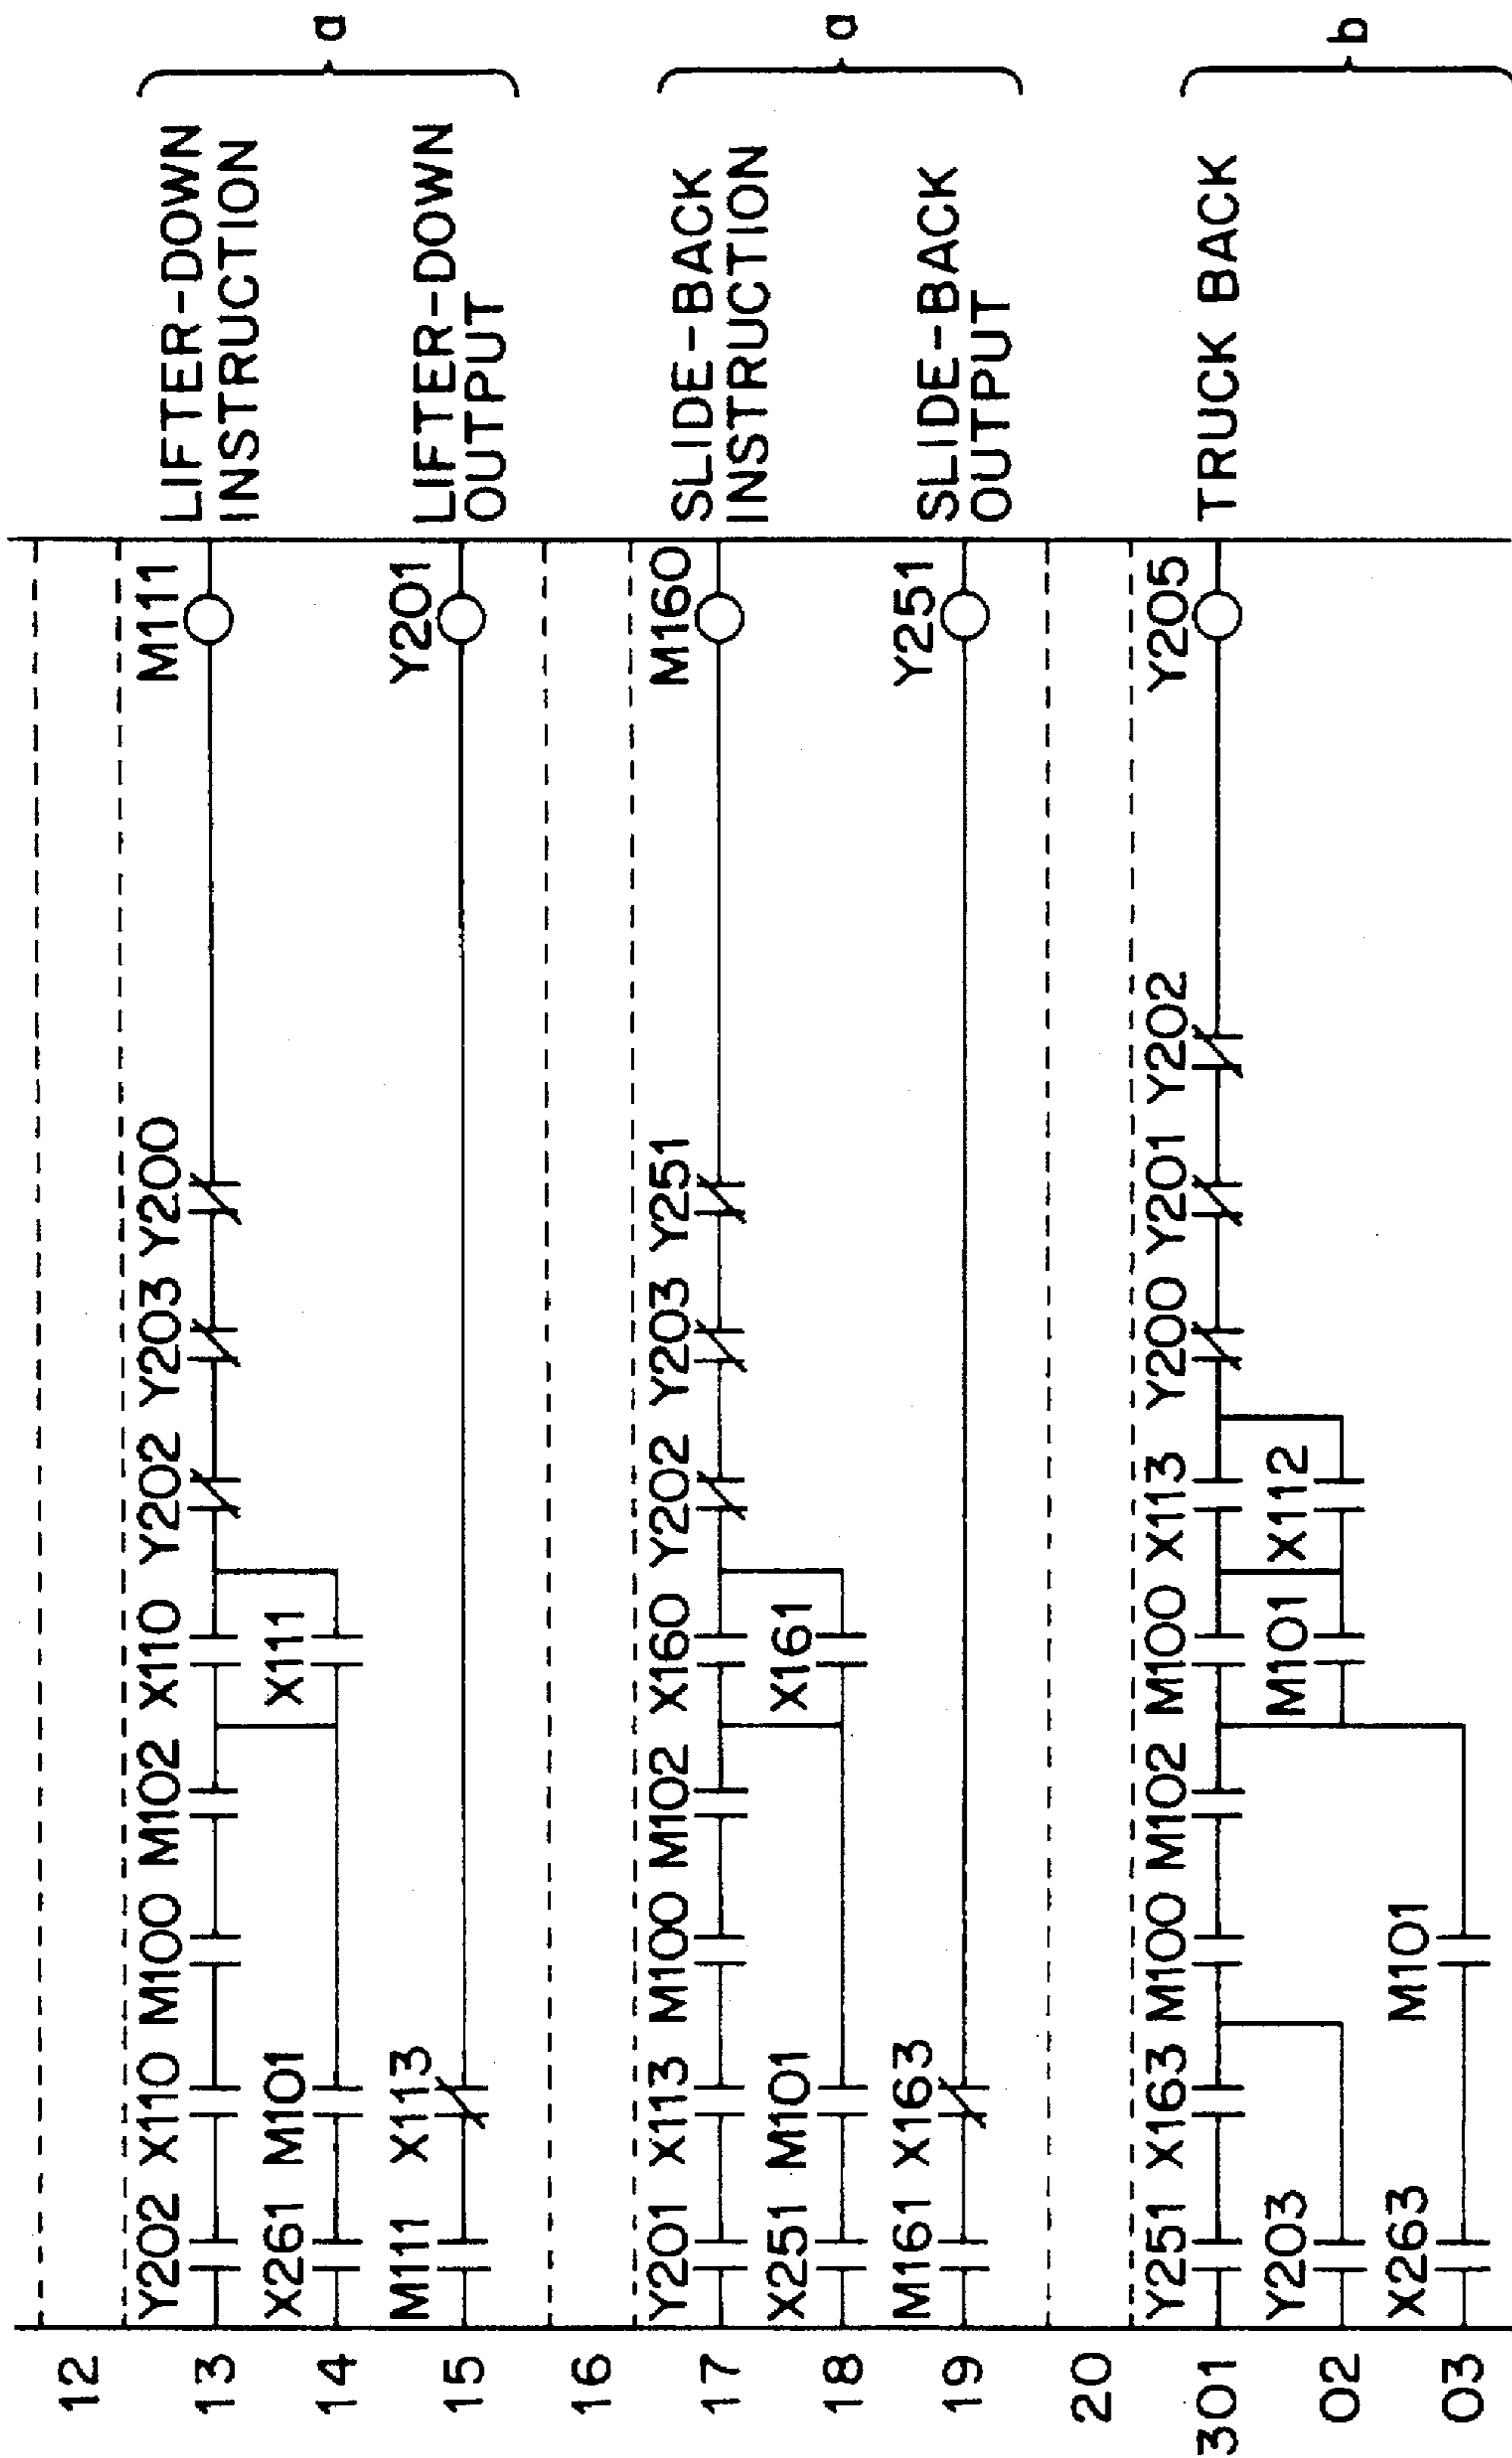 12
Y202 X110 M100 M102 X110 Y202 Y203 Y200 M111 LIFTER-DOWN
13 INSTRUCTION
X261 M101 X111
14 a
M111 X113 Y201 LIFTER-DOWN
15 OUTPUT
16
Y201 X113 M100 M102 X160 Y202 Y203 Y251 M160 SLIDE-BACK
17 INSTRUCTION
X251 M101 X161
18 a
M161 X163 Y251 SLIDE-BACK
19 OUTPUT
20
Y251 X163 M100 M102 M100 X113 Y200 Y201 Y202 Y205
301 TRUCK BACK
Y203 M101 X112
02 b
X263 M101
03